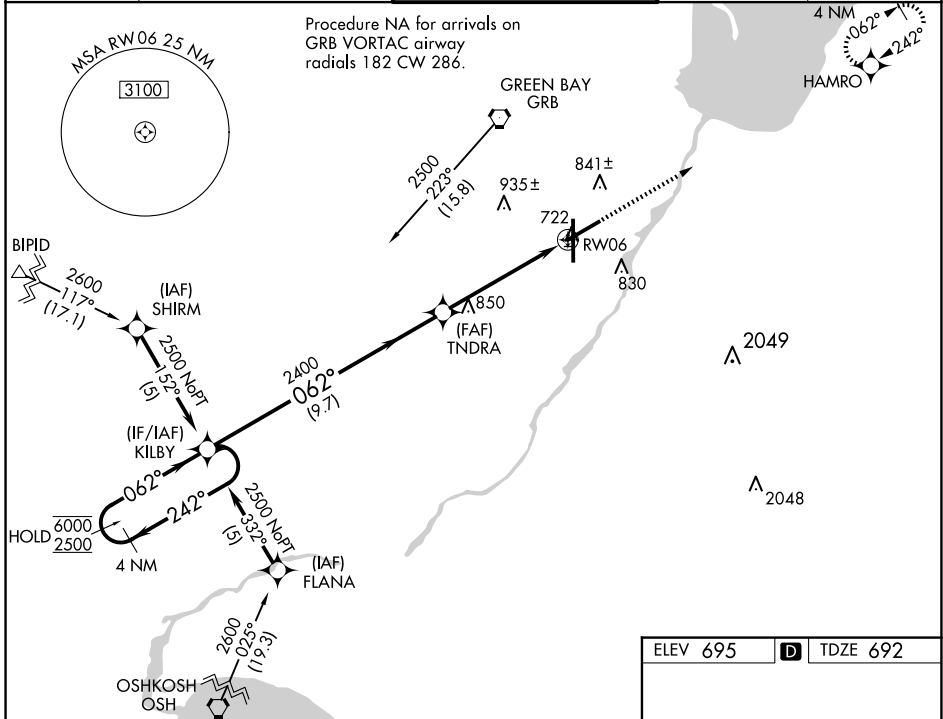 MSA RW 06 25 NM
3100
Procedure NA for arrivals on
GRB VORTAC airway
radials 182 CW 286.
4 NM
062°
242°
HAMRO
GREEN BAY
GRB
2500
223°
(15.8)
935±
841±
722
RW06
830
BIPID
2600
117°
(17.1)
(IAF)
SHIRM
2500 NoPT
152°
(5)
850
(FAF)
TNDRA
2049
2400
062°
(9.7)
(IF/IAF)
KILBY
062°
242°
HOLD
6000
2500
4 NM
2500 NoPT
332°
(5)
2048
(IAF)
FLANA
2600
025°
(19.3)
OSHKOSH
OSH
ELEV 695
D
TDZE 692